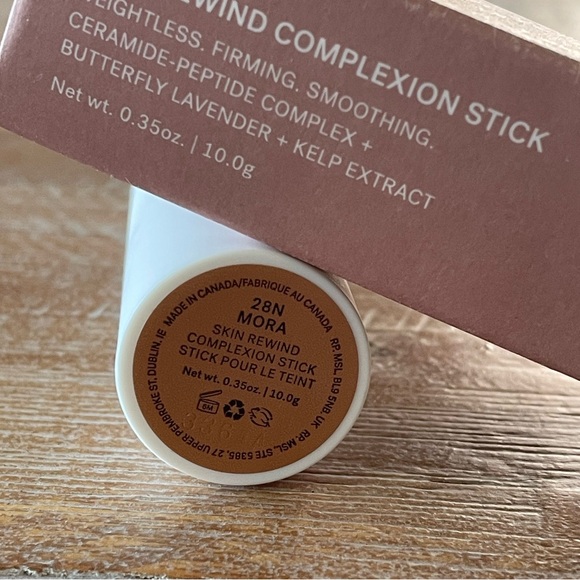 REWIND COMPLEXION STICK
WEIGHTLESS. FIRMING. SMOOTHING.
CERAMIDE-PEPTIDE COMPLEX +
BUTTERFLY LAVENDER + KELP EXTRACT
Net wt. 0.35oz. | 10.0g
MADE IN CANADA/FABRIQUE AU CANADA
RP. MSL, BL9 5NB, UK RP. MSL, STE 5385, 27 UPPER PEMBROKE ST, DUBLIN, IE
28N
MORA
SKIN REWIND
COMPLEXION STICK
STICK POUR LE TEINT
Net wt. 0.35oz. | 10.0g
6M